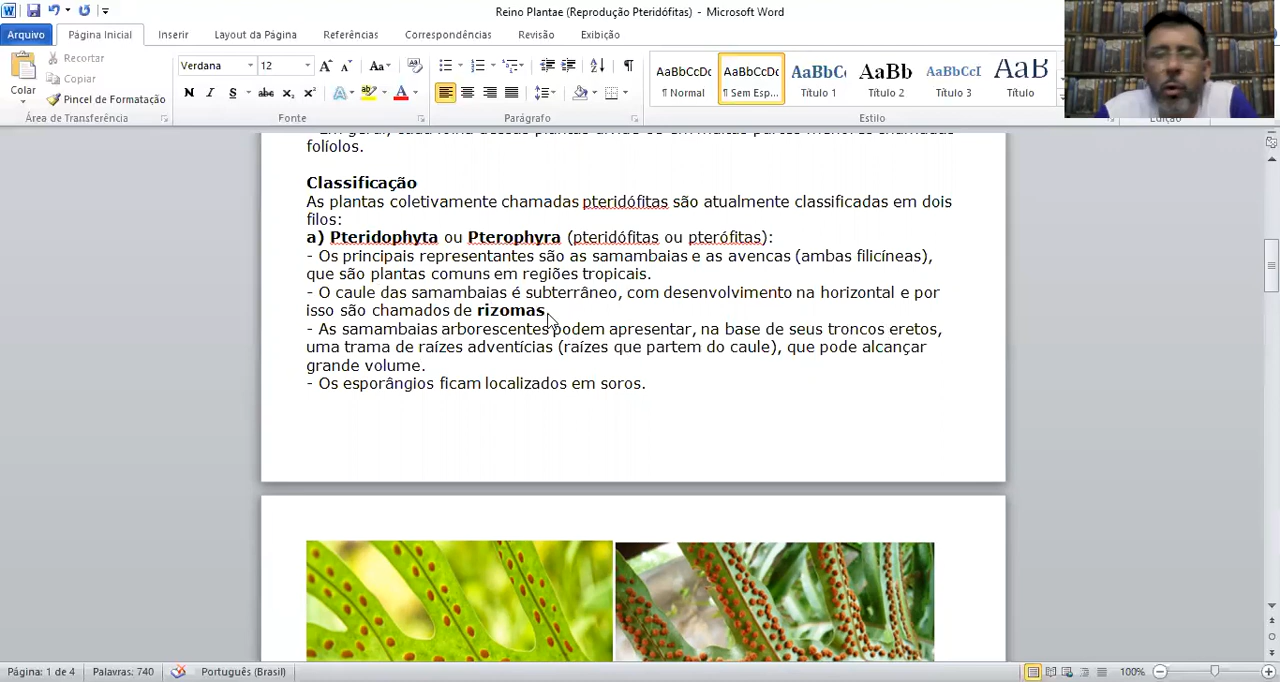 Reino Plantae (Reprodução Pteridófitas) - Microsoft Word
Arquivo Página Inicial Inserir Layout da Página Referências Correspondências Revisão Exibição
Colar
Recortar
Copiar
Pincel de Formatação
Área de Transferência
Verdana 12
Fonte
Parágrafo
AaBbCcDc AaBbCcDc AaBbC AaBb AaBbCcI AaB
¶ Normal ¶ Sem Esp... Título 1 Título 2 Título 3 Título
Estilo
folíolos.
Classificação
As plantas coletivamente chamadas pteridófitas são atualmente classificadas em dois
filos:
a) Pteridophyta ou Pterophyra (pteridófitas ou pterófitas):
- Os principais representantes são as samambaias e as avencas (ambas filicíneas),
que são plantas comuns em regiões tropicais.
- O caule das samambaias é subterrâneo, com desenvolvimento na horizontal e por
isso são chamados de rizomas.
- As samambaias arborescentes podem apresentar, na base de seus troncos eretos,
uma trama de raízes adventícias (raízes que partem do caule), que pode alcançar
grande volume.
- Os esporângios ficam localizados em soros.
Página: 1 de 4 Palavras: 740 Português (Brasil) 100%